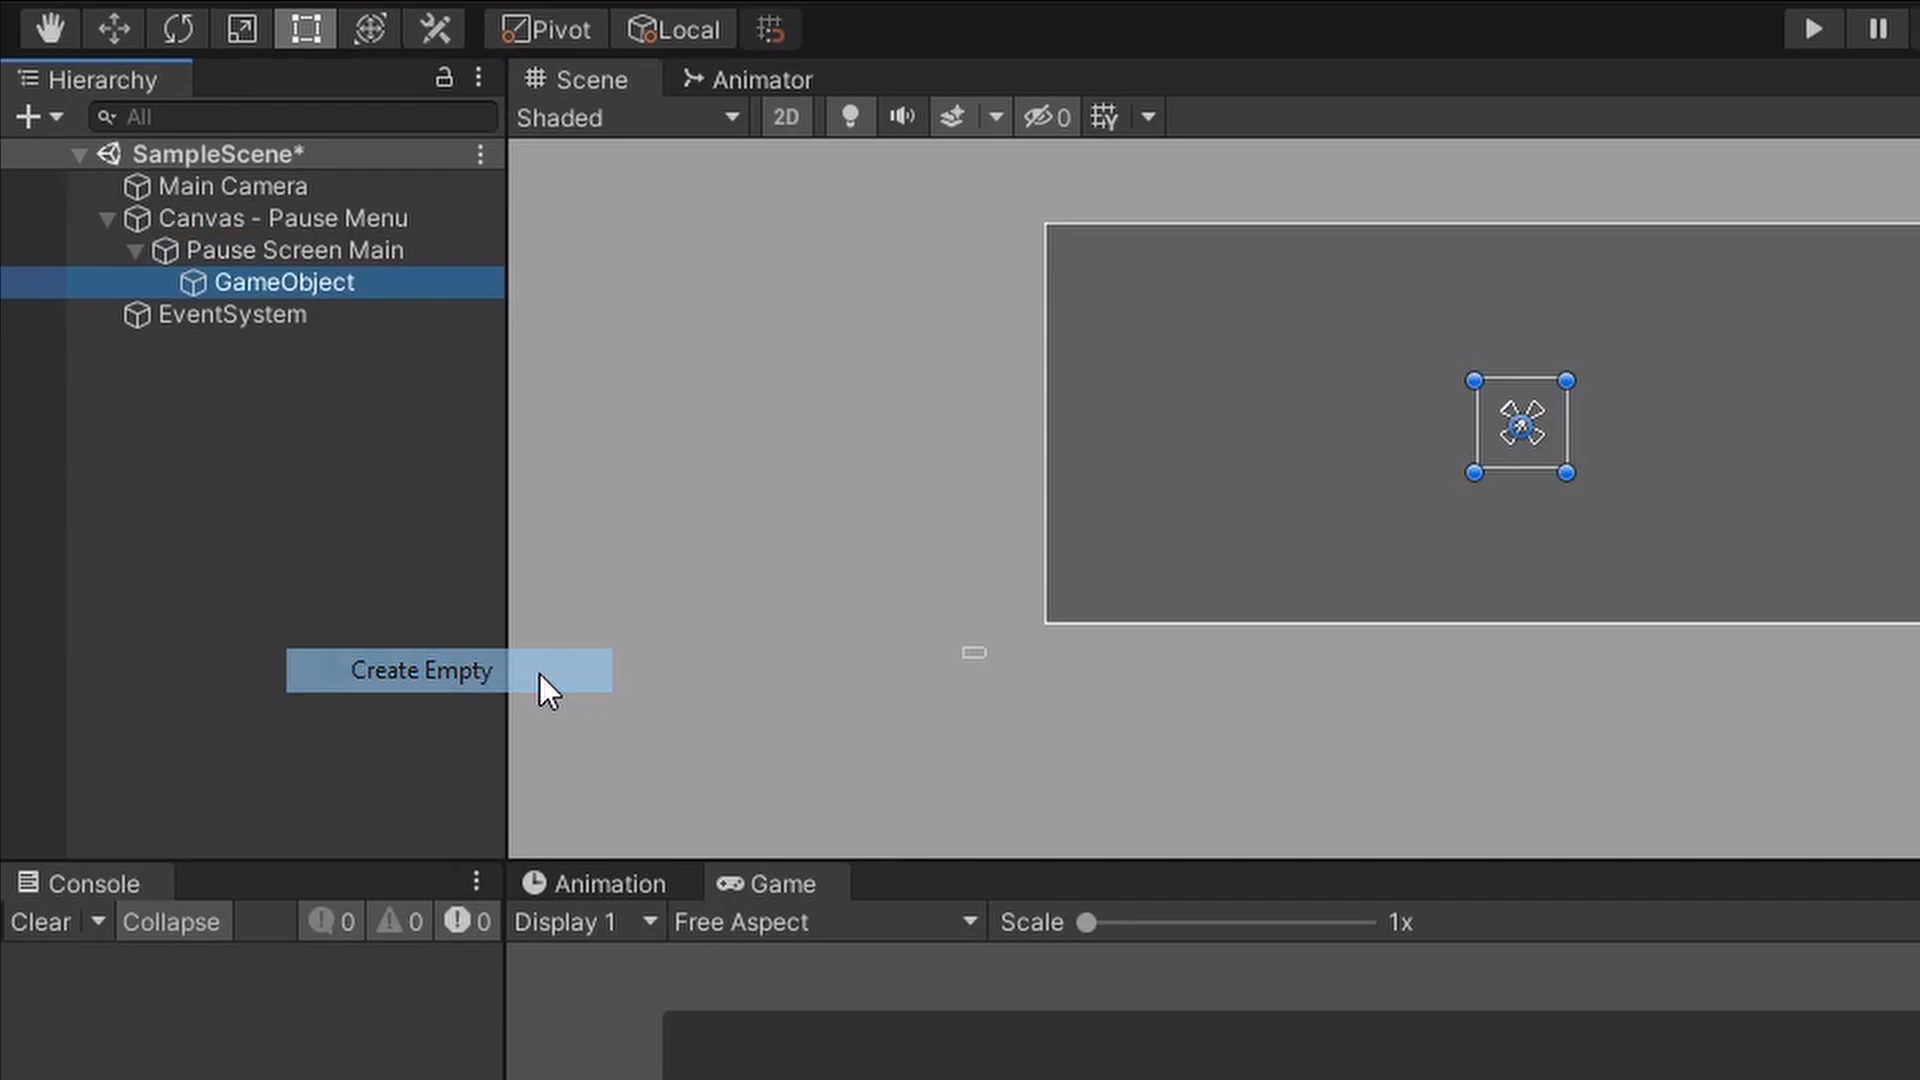 Pivot
Local
Hierarchy
Scene
Animator
All
Shaded
2D
0
SampleScene*
Main Camera
Canvas - Pause Menu
Pause Screen Main
GameObject
EventSystem
Create Empty
Console
Animation
Game
Clear
Collapse
0
0
0
Display 1
Free Aspect
Scale
1x